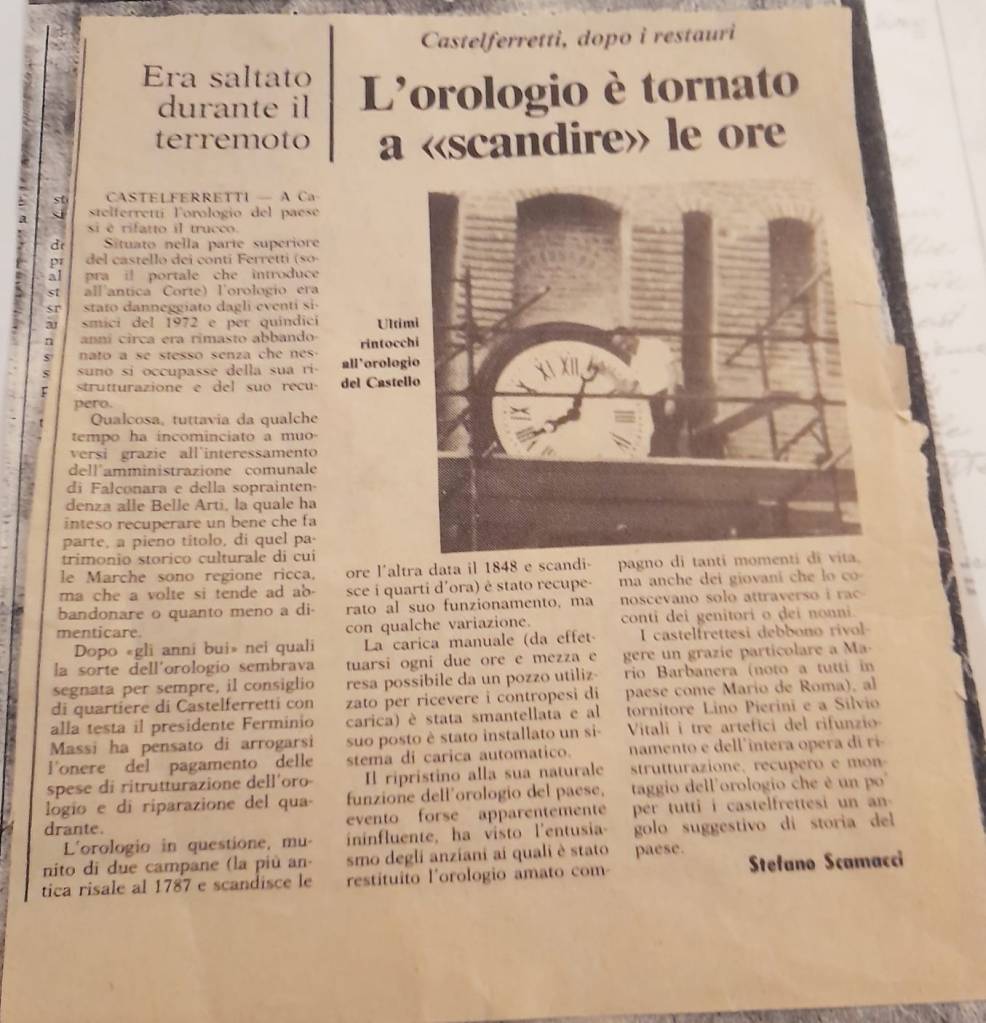 Castelferretti, dopo i restauri
Era saltato
durante il
terremoto
L'orologio è tornato
a «scandire» le ore
CASTELFERRETTI — A Ca-
stelferretti l'orologio del paese
si è rifatto il trucco.
Situato nella parte superiore
del castello dei conti Ferretti (so-
pra il portale che introduce
all'antica Corte) l'orologio era
stato danneggiato dagli eventi si-
smici del 1972 e per quindici
anni circa era rimasto abbando-
nato a se stesso senza che nes-
suno si occupasse della sua ri-
strutturazione e del suo recu-
pero.
Qualcosa, tuttavia da qualche
tempo ha incominciato a muo-
versi grazie all'interessamento
dell'amministrazione comunale
di Falconara e della soprainten-
denza alle Belle Arti, la quale ha
inteso recuperare un bene che fa
parte, a pieno titolo, di quel pa-
trimonio storico culturale di cui
le Marche sono regione ricca,
ma che a volte si tende ad ab-
bandonare o quanto meno a di-
menticare.
Dopo «gli anni bui» nei quali
la sorte dell'orologio sembrava
segnata per sempre, il consiglio
di quartiere di Castelferretti con
alla testa il presidente Ferminio
Massi ha pensato di arrogarsi
l'onere del pagamento delle
spese di ritrutturazione dell'oro-
logio e di riparazione del qua-
drante.
L'orologio in questione, mu-
nito di due campane (la più an-
tica risale al 1787 e scandisce le
Ultimi
rintocchi
all'orologio
del Castello
XI XII
IX
VIII
IIII
ore l'altra data il 1848 e scandi-
sce i quarti d'ora) è stato recupe-
rato al suo funzionamento, ma
con qualche variazione.
La carica manuale (da effet-
tuarsi ogni due ore e mezza e
resa possibile da un pozzo utiliz-
zato per ricevere i contropesi di
carica) è stata smantellata e al
suo posto è stato installato un si-
stema di carica automatico.
Il ripristino alla sua naturale
funzione dell'orologio del paese,
evento forse apparentemente
ininfluente, ha visto l'entusia-
smo degli anziani ai quali è stato
restituito l'orologio amato com-
pagno di tanti momenti di vita,
ma anche dei giovani che lo co-
noscevano solo attraverso i rac-
conti dei genitori o dei nonni.
I castelfrettesi debbono rivol-
gere un grazie particolare a Ma-
rio Barbanera (noto a tutti in
paese come Mario de Roma), al
tornitore Lino Pierini e a Silvio
Vitali i tre artefici del rifunzio-
namento e dell'intera opera di ri-
strutturazione, recupero e mon-
taggio dell'orologio che è un po'
per tutti i castelfrettesi un an-
golo suggestivo di storia del
paese.
Stefano Scamacci